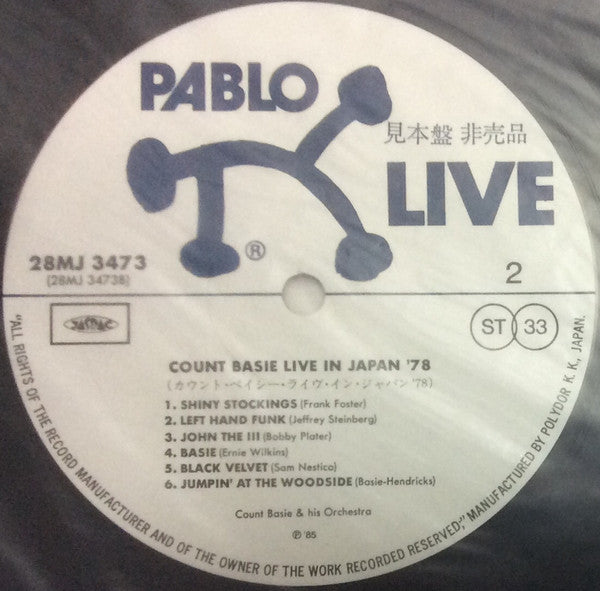 PABLO
見本盤 非売品
LIVE
®
28MJ 3473
(28MJ 3473B)
2
JASRAC
ST 33
COUNT BASIE LIVE IN JAPAN '78
(カウント・ベイシー・ライヴ・イン・ジャパン '78)
1. SHINY STOCKINGS (Frank Foster)
2. LEFT HAND FUNK (Jeffrey Steinberg)
3. JOHN THE III (Bobby Plater)
4. BASIE (Ernie Wilkins)
5. BLACK VELVET (Sam Nestico)
6. JUMPIN' AT THE WOODSIDE (Basie-Hendricks)
Count Basie & his Orchestra
℗ '85
"ALL RIGHTS OF THE RECORD MANUFACTURER AND OF THE OWNER OF THE WORK RECORDED RESERVED;" MANUFACTURED BY POLYDOR K. K., JAPAN.